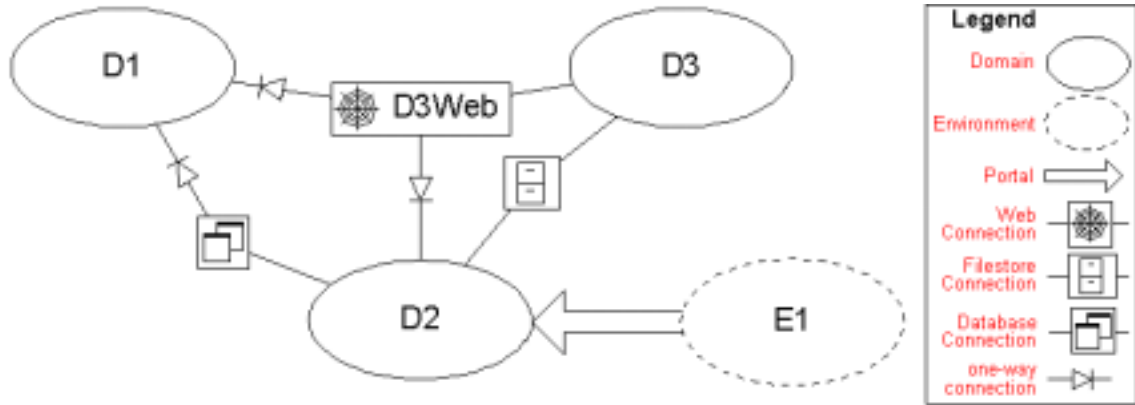 D1
D3Web
D3
D2
E1
Legend
Domain
Environment
Portal
Web
Connection
Filestore
Connection
Database
Connection
one-way
connection